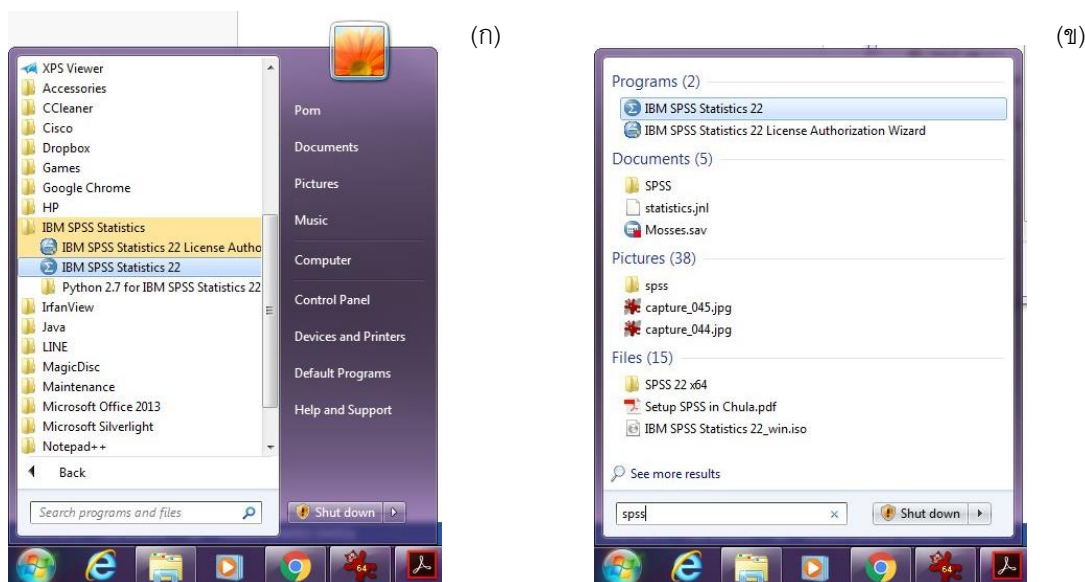 (ก)
XPS Viewer
Accessories
CCleaner
Cisco
Dropbox
Games
Google Chrome
HP
IBM SPSS Statistics
IBM SPSS Statistics 22 License Autho
IBM SPSS Statistics 22
Python 2.7 for IBM SPSS Statistics 22
IrfanView
Java
LINE
MagicDisc
Maintenance
Microsoft Office 2013
Microsoft Silverlight
Notepad++
Back
Search programs and files
Pom
Documents
Pictures
Music
Computer
Control Panel
Devices and Printers
Default Programs
Help and Support
Shut down
64
(ข)
Programs (2)
IBM SPSS Statistics 22
IBM SPSS Statistics 22 License Authorization Wizard
Documents (5)
SPSS
statistics.jnl
Mosses.sav
Pictures (38)
spss
capture_045.jpg
capture_044.jpg
Files (15)
SPSS 22 x64
Setup SPSS in Chula.pdf
IBM SPSS Statistics 22_win.iso
See more results
spss
Shut down
64